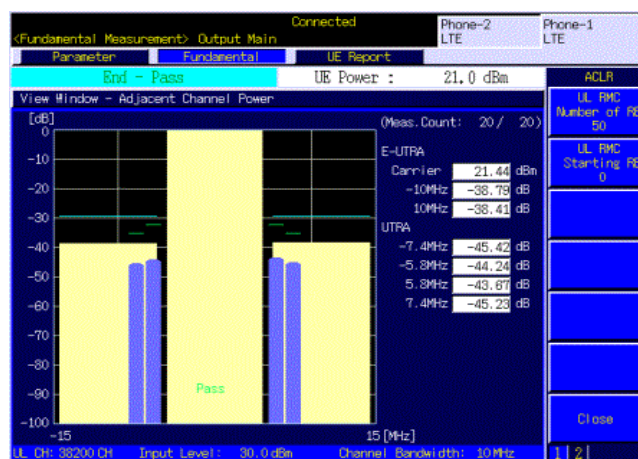 Connected
Phone-2
LTE
Phone-1
LTE
<Fundamental Measurement> Output Main
Parameter
Fundamental
UE Report
End - Pass
UE Power : 21.0 dBm
View Window - Adjacent Channel Power
[dB]
0
-10
-20
-30
-40
-50
-60
-70
-80
-90
-100
-15
15 [MHz]
Pass
(Meas.Count: 20/ 20)
E-UTRA
Carrier 21.44 dBm
-10MHz -38.79 dB
10MHz -38.41 dB
UTRA
-7.4MHz -45.42 dB
-5.8MHz -44.24 dB
5.8MHz -43.67 dB
7.4MHz -45.23 dB
UL CH: 38200 CH Input Level: 30.0 dBm Channel Bandwidth: 10 MHz
ACLR
UL RMC
Number of RB
50
UL RMC
Starting RB
0
Close
1 2